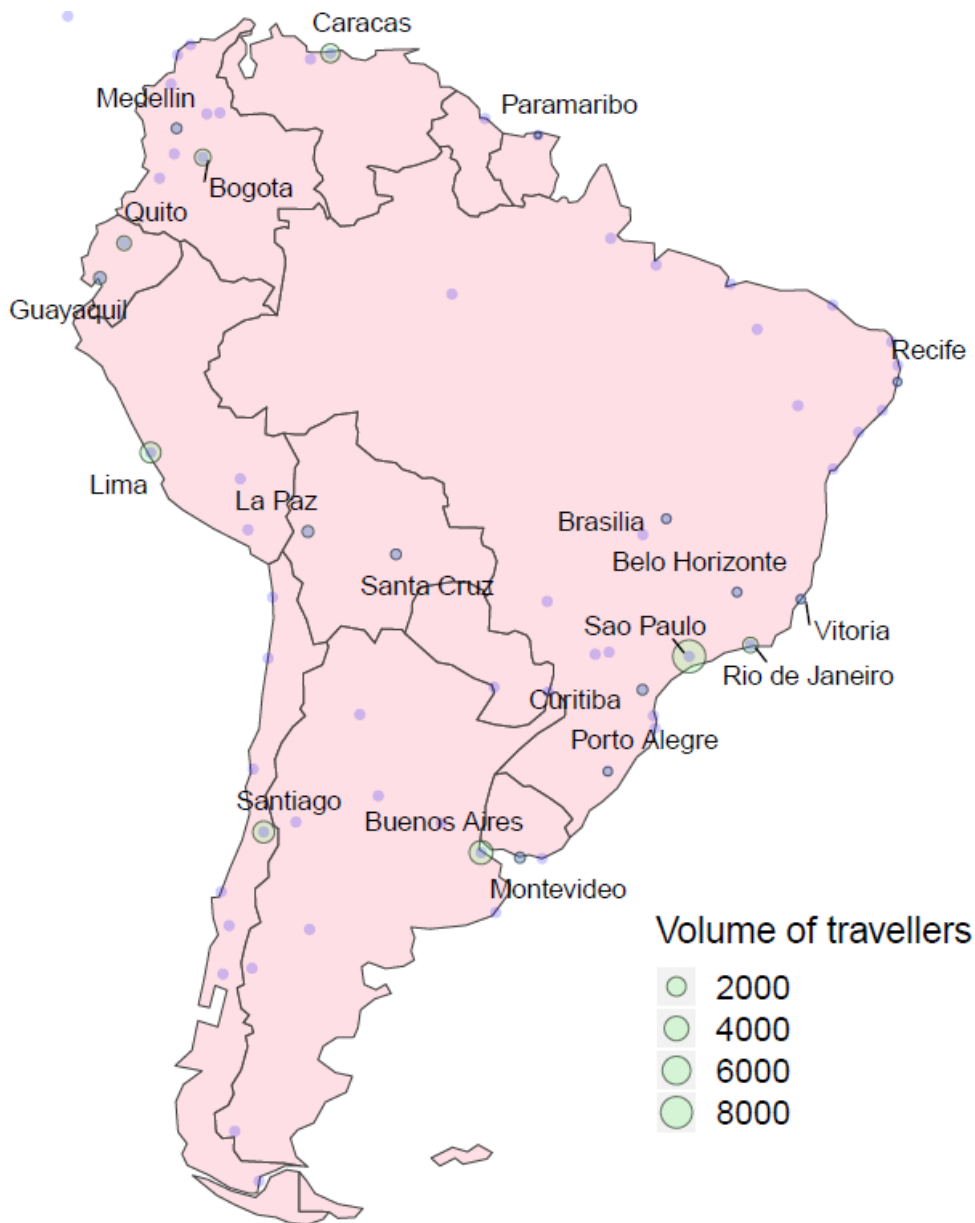 Caracas
Medellin
Paramaribo
Bogota
Quito
Guayaquil
Recife
Lima
La Paz
Brasilia
Belo Horizonte
Santa Cruz
Sao Paulo
Vitoria
Rio de Janeiro
Curitiba
Porto Alegre
Santiago
Buenos Aires
Montevideo
Volume of travellers
2000
4000
6000
8000